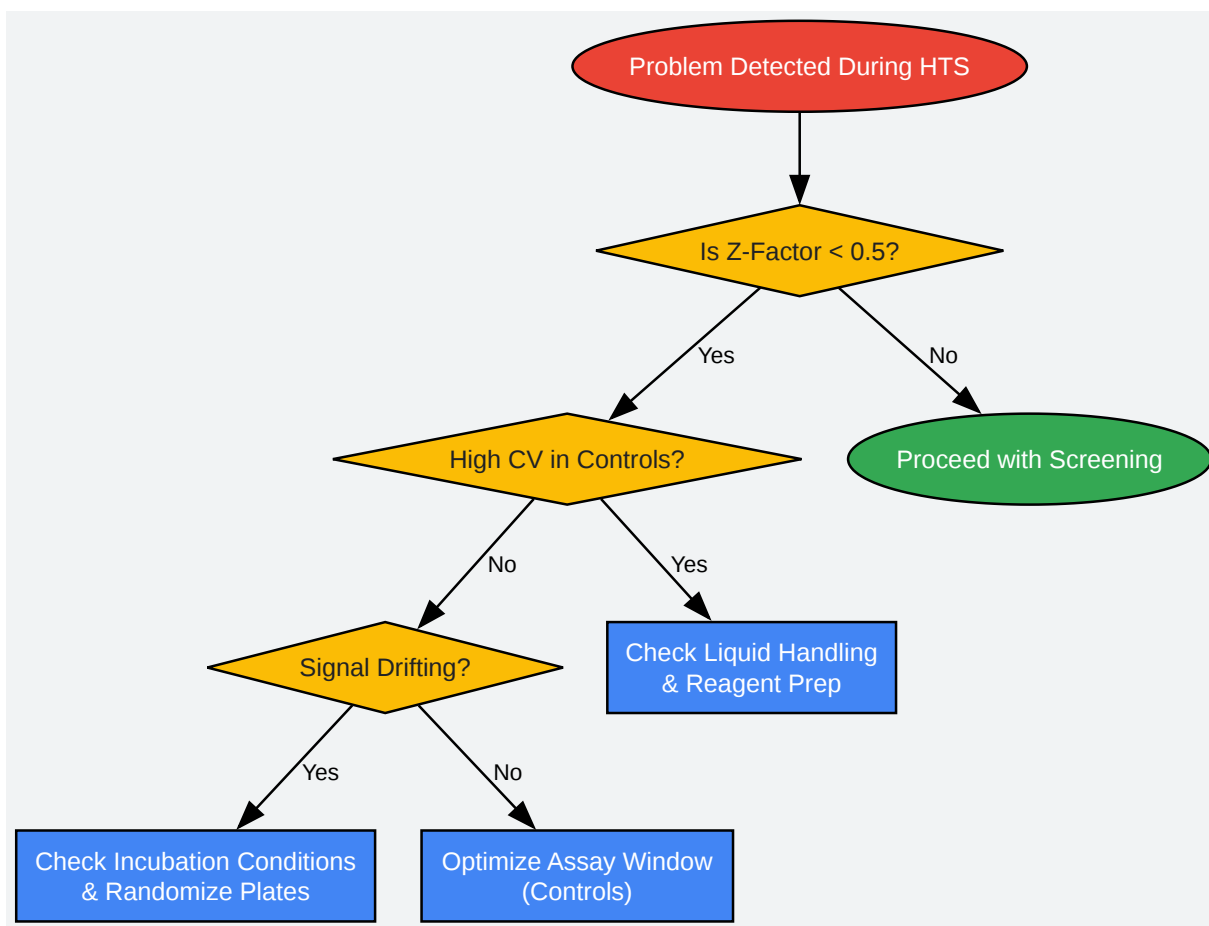 Problem Detected During HTS
Is Z-Factor < 0.5?
Yes
No
High CV in Controls?
Proceed with Screening
No
Yes
Signal Drifting?
Check Liquid Handling
& Reagent Prep
Yes
No
Check Incubation Conditions
& Randomize Plates
Optimize Assay Window
(Controls)